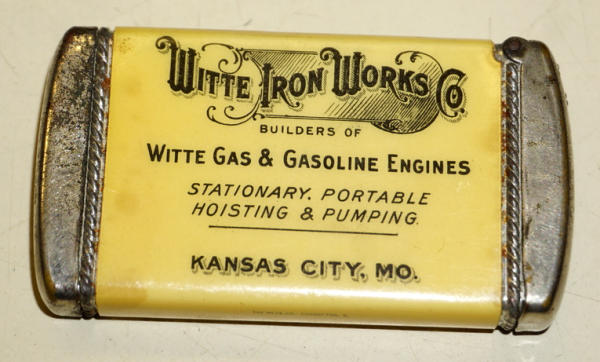 WITTE IRON WORKS CO
BUILDERS OF
WITTE GAS & GASOLINE ENGINES
STATIONARY. PORTABLE
HOISTING & PUMPING.
KANSAS CITY, MO.